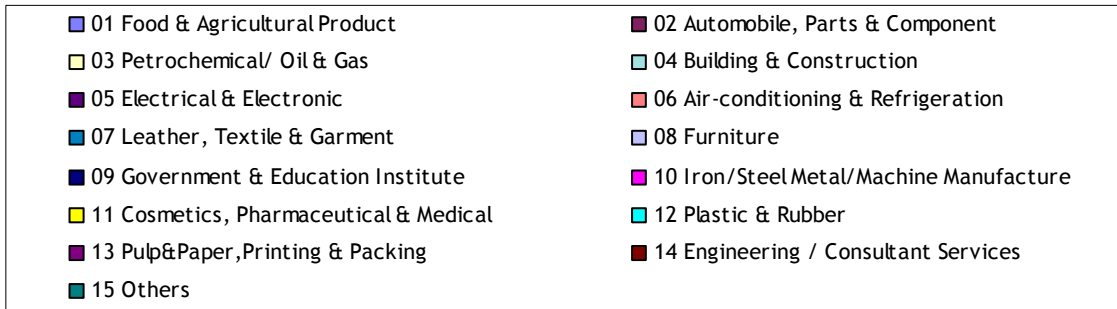 01 Food & Agricultural Product
02 Automobile, Parts & Component
03 Petrochemical/ Oil & Gas
04 Building & Construction
05 Electrical & Electronic
06 Air-conditioning & Refrigeration
07 Leather, Textile & Garment
08 Furniture
09 Government & Education Institute
10 Iron/Steel Metal/Machine Manufacture
11 Cosmetics, Pharmaceutical & Medical
12 Plastic & Rubber
13 Pulp&Paper,Printing & Packing
14 Engineering / Consultant Services
15 Others